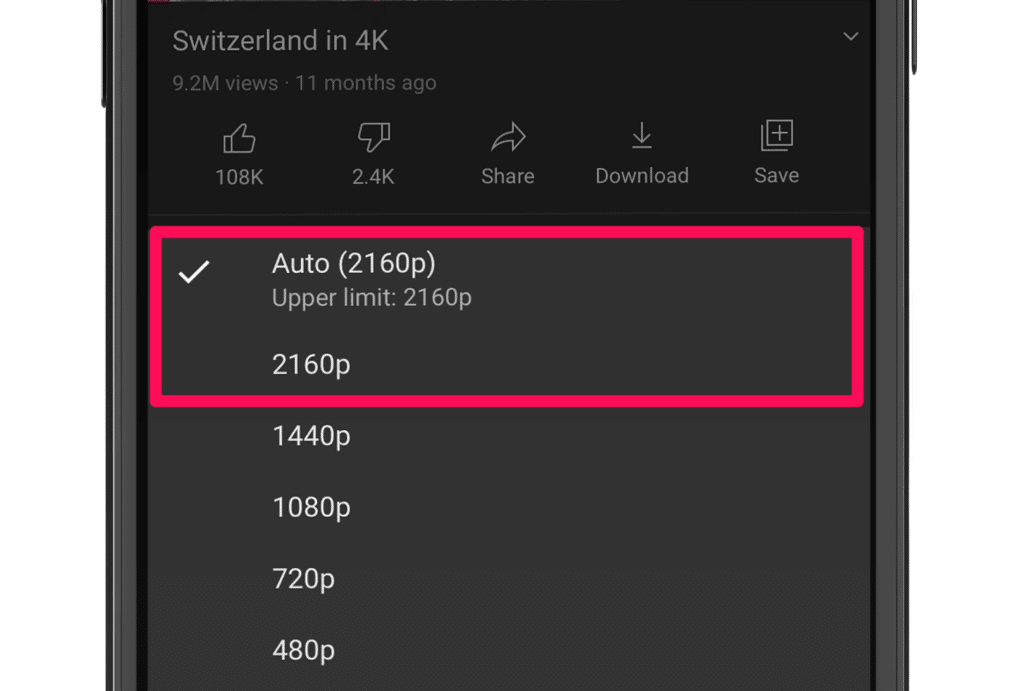 Switzerland in 4K
9.2M views · 11 months ago
108K
2.4K
Share
Download
Save
Auto (2160p)
Upper limit: 2160p
2160p
1440p
1080p
720p
480p